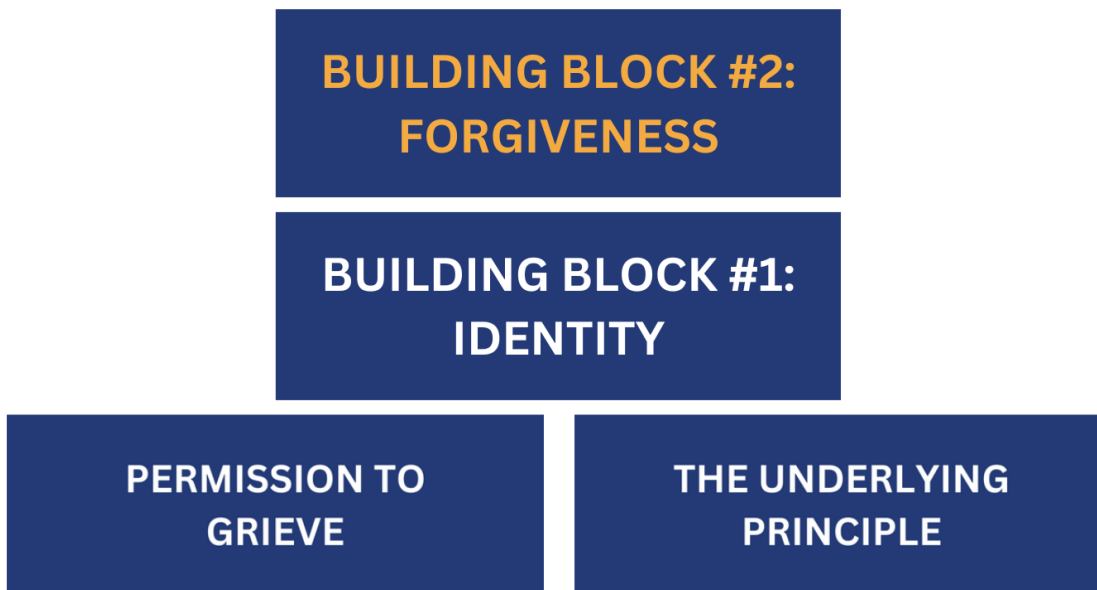 BUILDING BLOCK #2:
FORGIVENESS
BUILDING BLOCK #1:
IDENTITY
PERMISSION TO
GRIEVE
THE UNDERLYING
PRINCIPLE